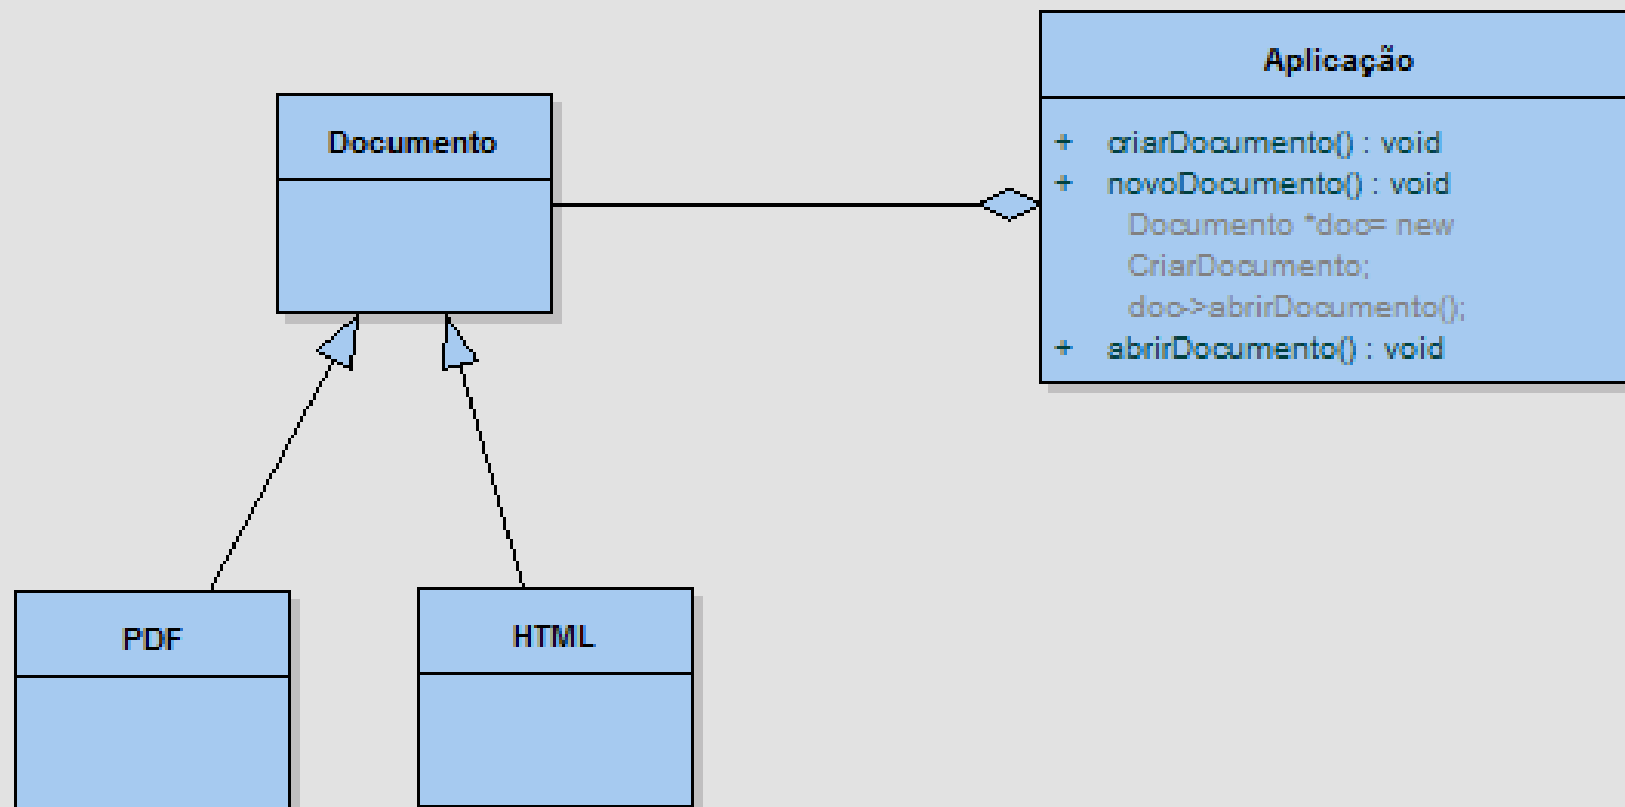 Aplicação
Documento
+ criarDocumento() : void
+ novoDocumento() : void
Documento *doc= new
CriarDocumento;
doc->abrirDocumento();
+ abrirDocumento() : void
PDF
HTML